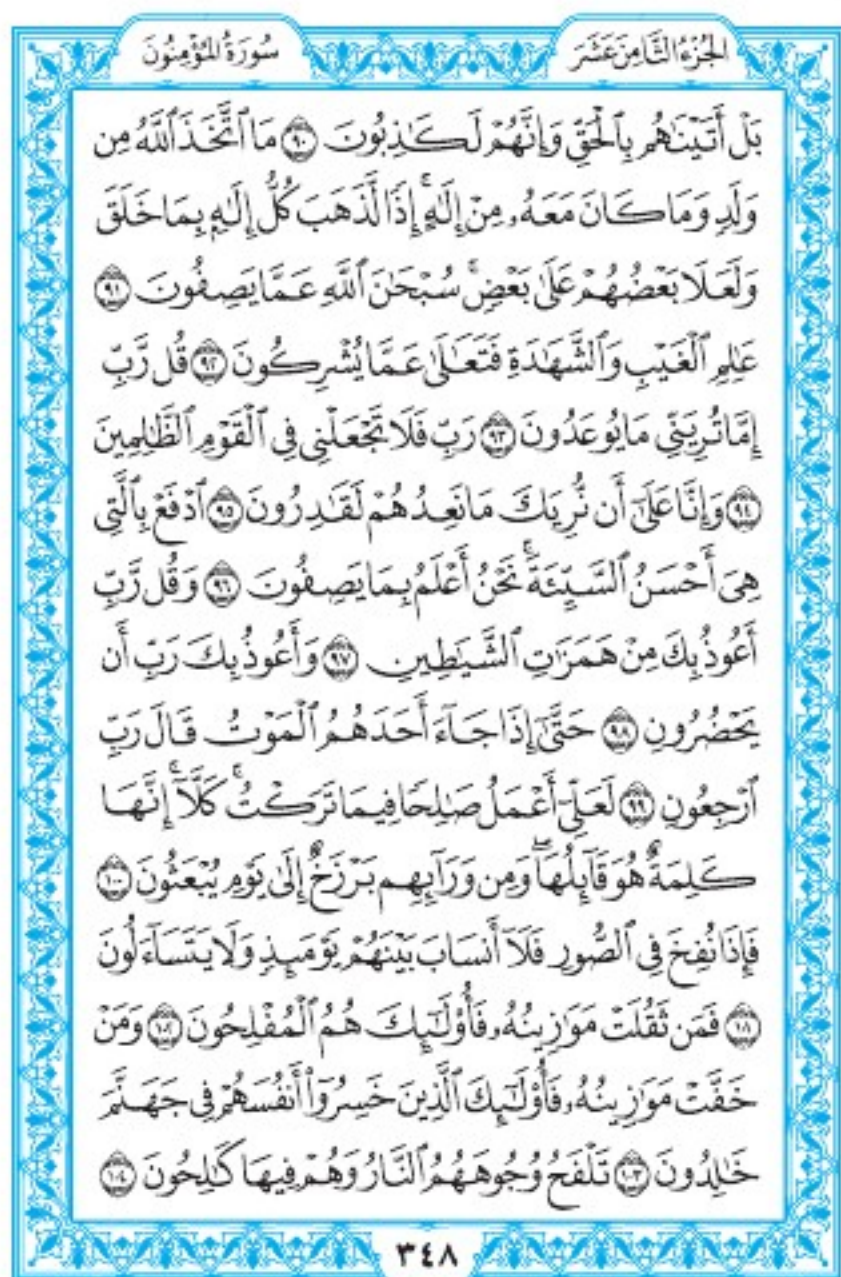 الجُزْءُ الثَّامِنَ عَشَرَ
سُورَةُ المُؤْمِنُونَ
بَلْ أَتَيْنَٰهُم بِٱلْحَقِّ وَإِنَّهُمْ لَكَٰذِبُونَ ٩٠ مَا ٱتَّخَذَ ٱللَّهُ مِن
وَلَدٍ وَمَا كَانَ مَعَهُۥ مِنْ إِلَٰهٍ ۚ إِذًا لَّذَهَبَ كُلُّ إِلَٰهٍۭ بِمَا خَلَقَ
وَلَعَلَا بَعْضُهُمْ عَلَىٰ بَعْضٍ ۚ سُبْحَٰنَ ٱللَّهِ عَمَّا يَصِفُونَ ٩١
عَٰلِمِ ٱلْغَيْبِ وَٱلشَّهَٰدَةِ فَتَعَٰلَىٰ عَمَّا يُشْرِكُونَ ٩٢ قُل رَّبِّ
إِمَّا تُرِيَنِّي مَا يُوعَدُونَ ٩٣ رَبِّ فَلَا تَجْعَلْنِي فِي ٱلْقَوْمِ ٱلظَّٰلِمِينَ
٩٤ وَإِنَّا عَلَىٰٓ أَن نُّرِيَكَ مَا نَعِدُهُمْ لَقَٰدِرُونَ ٩٥ ٱدْفَعْ بِٱلَّتِي
هِيَ أَحْسَنُ ٱلسَّيِّئَةَ ۚ نَحْنُ أَعْلَمُ بِمَا يَصِفُونَ ٩٦ وَقُل رَّبِّ
أَعُوذُ بِكَ مِنْ هَمَزَٰتِ ٱلشَّيَٰطِينِ ٩٧ وَأَعُوذُ بِكَ رَبِّ أَن
يَحْضُرُونِ ٩٨ حَتَّىٰٓ إِذَا جَآءَ أَحَدَهُمُ ٱلْمَوْتُ قَالَ رَبِّ
ٱرْجِعُونِ ٩٩ لَعَلِّيٓ أَعْمَلُ صَٰلِحًا فِيمَا تَرَكْتُ ۚ كَلَّآ ۚ إِنَّهَا
كَلِمَةٌ هُوَ قَآئِلُهَا ۖ وَمِن وَرَآئِهِم بَرْزَخٌ إِلَىٰ يَوْمِ يُبْعَثُونَ ١٠٠
فَإِذَا نُفِخَ فِي ٱلصُّورِ فَلَآ أَنسَابَ بَيْنَهُمْ يَوْمَئِذٍ وَلَا يَتَسَآءَلُونَ
١٠١ فَمَن ثَقُلَتْ مَوَٰزِينُهُۥ فَأُو۟لَٰٓئِكَ هُمُ ٱلْمُفْلِحُونَ ١٠٢ وَمَنْ
خَفَّتْ مَوَٰزِينُهُۥ فَأُو۟لَٰٓئِكَ ٱلَّذِينَ خَسِرُوٓا۟ أَنفُسَهُمْ فِي جَهَنَّمَ
خَٰلِدُونَ ١٠٣ تَلْفَحُ وُجُوهَهُمُ ٱلنَّارُ وَهُمْ فِيهَا كَٰلِحُونَ ١٠٤
٣٤٨